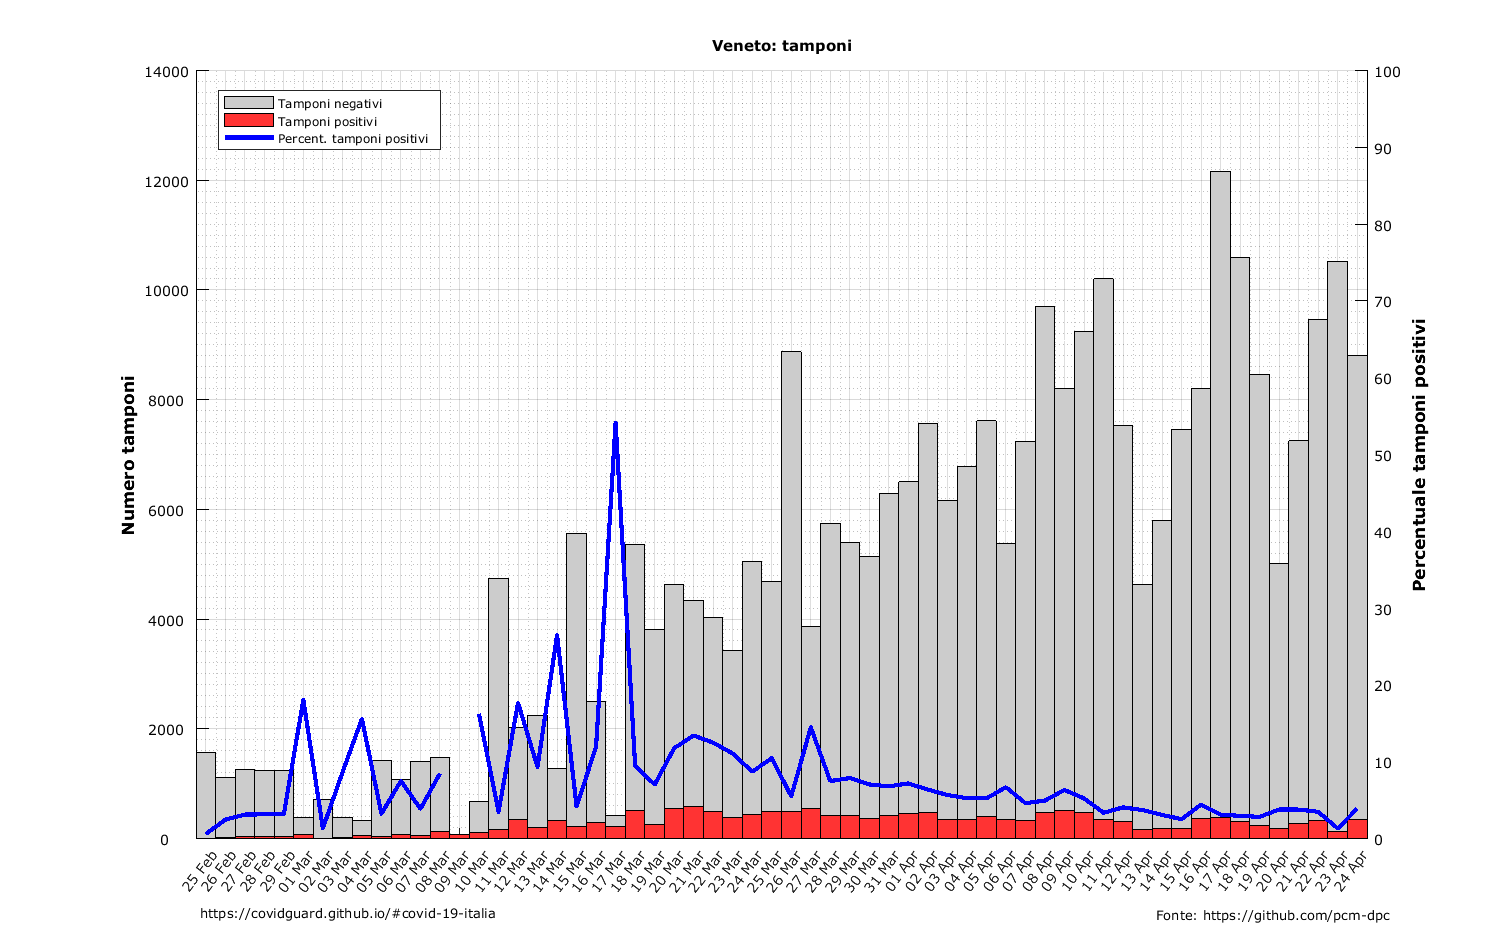 Veneto: tamponi
14000
12000
10000
8000
6000
4000
2000
0
Numero tamponi
Tamponi negativi
Tamponi positivi
Percent. tamponi positivi
100
90
80
70
60
50
40
30
20
10
0
Percentuale tamponi positivi
25 Feb
26 Feb
27 Feb
28 Feb
29 Feb
01 Mar
02 Mar
03 Mar
04 Mar
05 Mar
06 Mar
07 Mar
08 Mar
09 Mar
10 Mar
11 Mar
12 Mar
13 Mar
14 Mar
15 Mar
16 Mar
17 Mar
18 Mar
19 Mar
20 Mar
21 Mar
22 Mar
23 Mar
24 Mar
25 Mar
26 Mar
27 Mar
28 Mar
29 Mar
30 Mar
31 Mar
01 Apr
02 Apr
03 Apr
04 Apr
05 Apr
06 Apr
07 Apr
08 Apr
09 Apr
10 Apr
11 Apr
12 Apr
13 Apr
14 Apr
15 Apr
16 Apr
17 Apr
18 Apr
19 Apr
20 Apr
21 Apr
22 Apr
23 Apr
24 Apr
https://covidguard.github.io/#covid-19-italia
Fonte: https://github.com/pcm-dpc